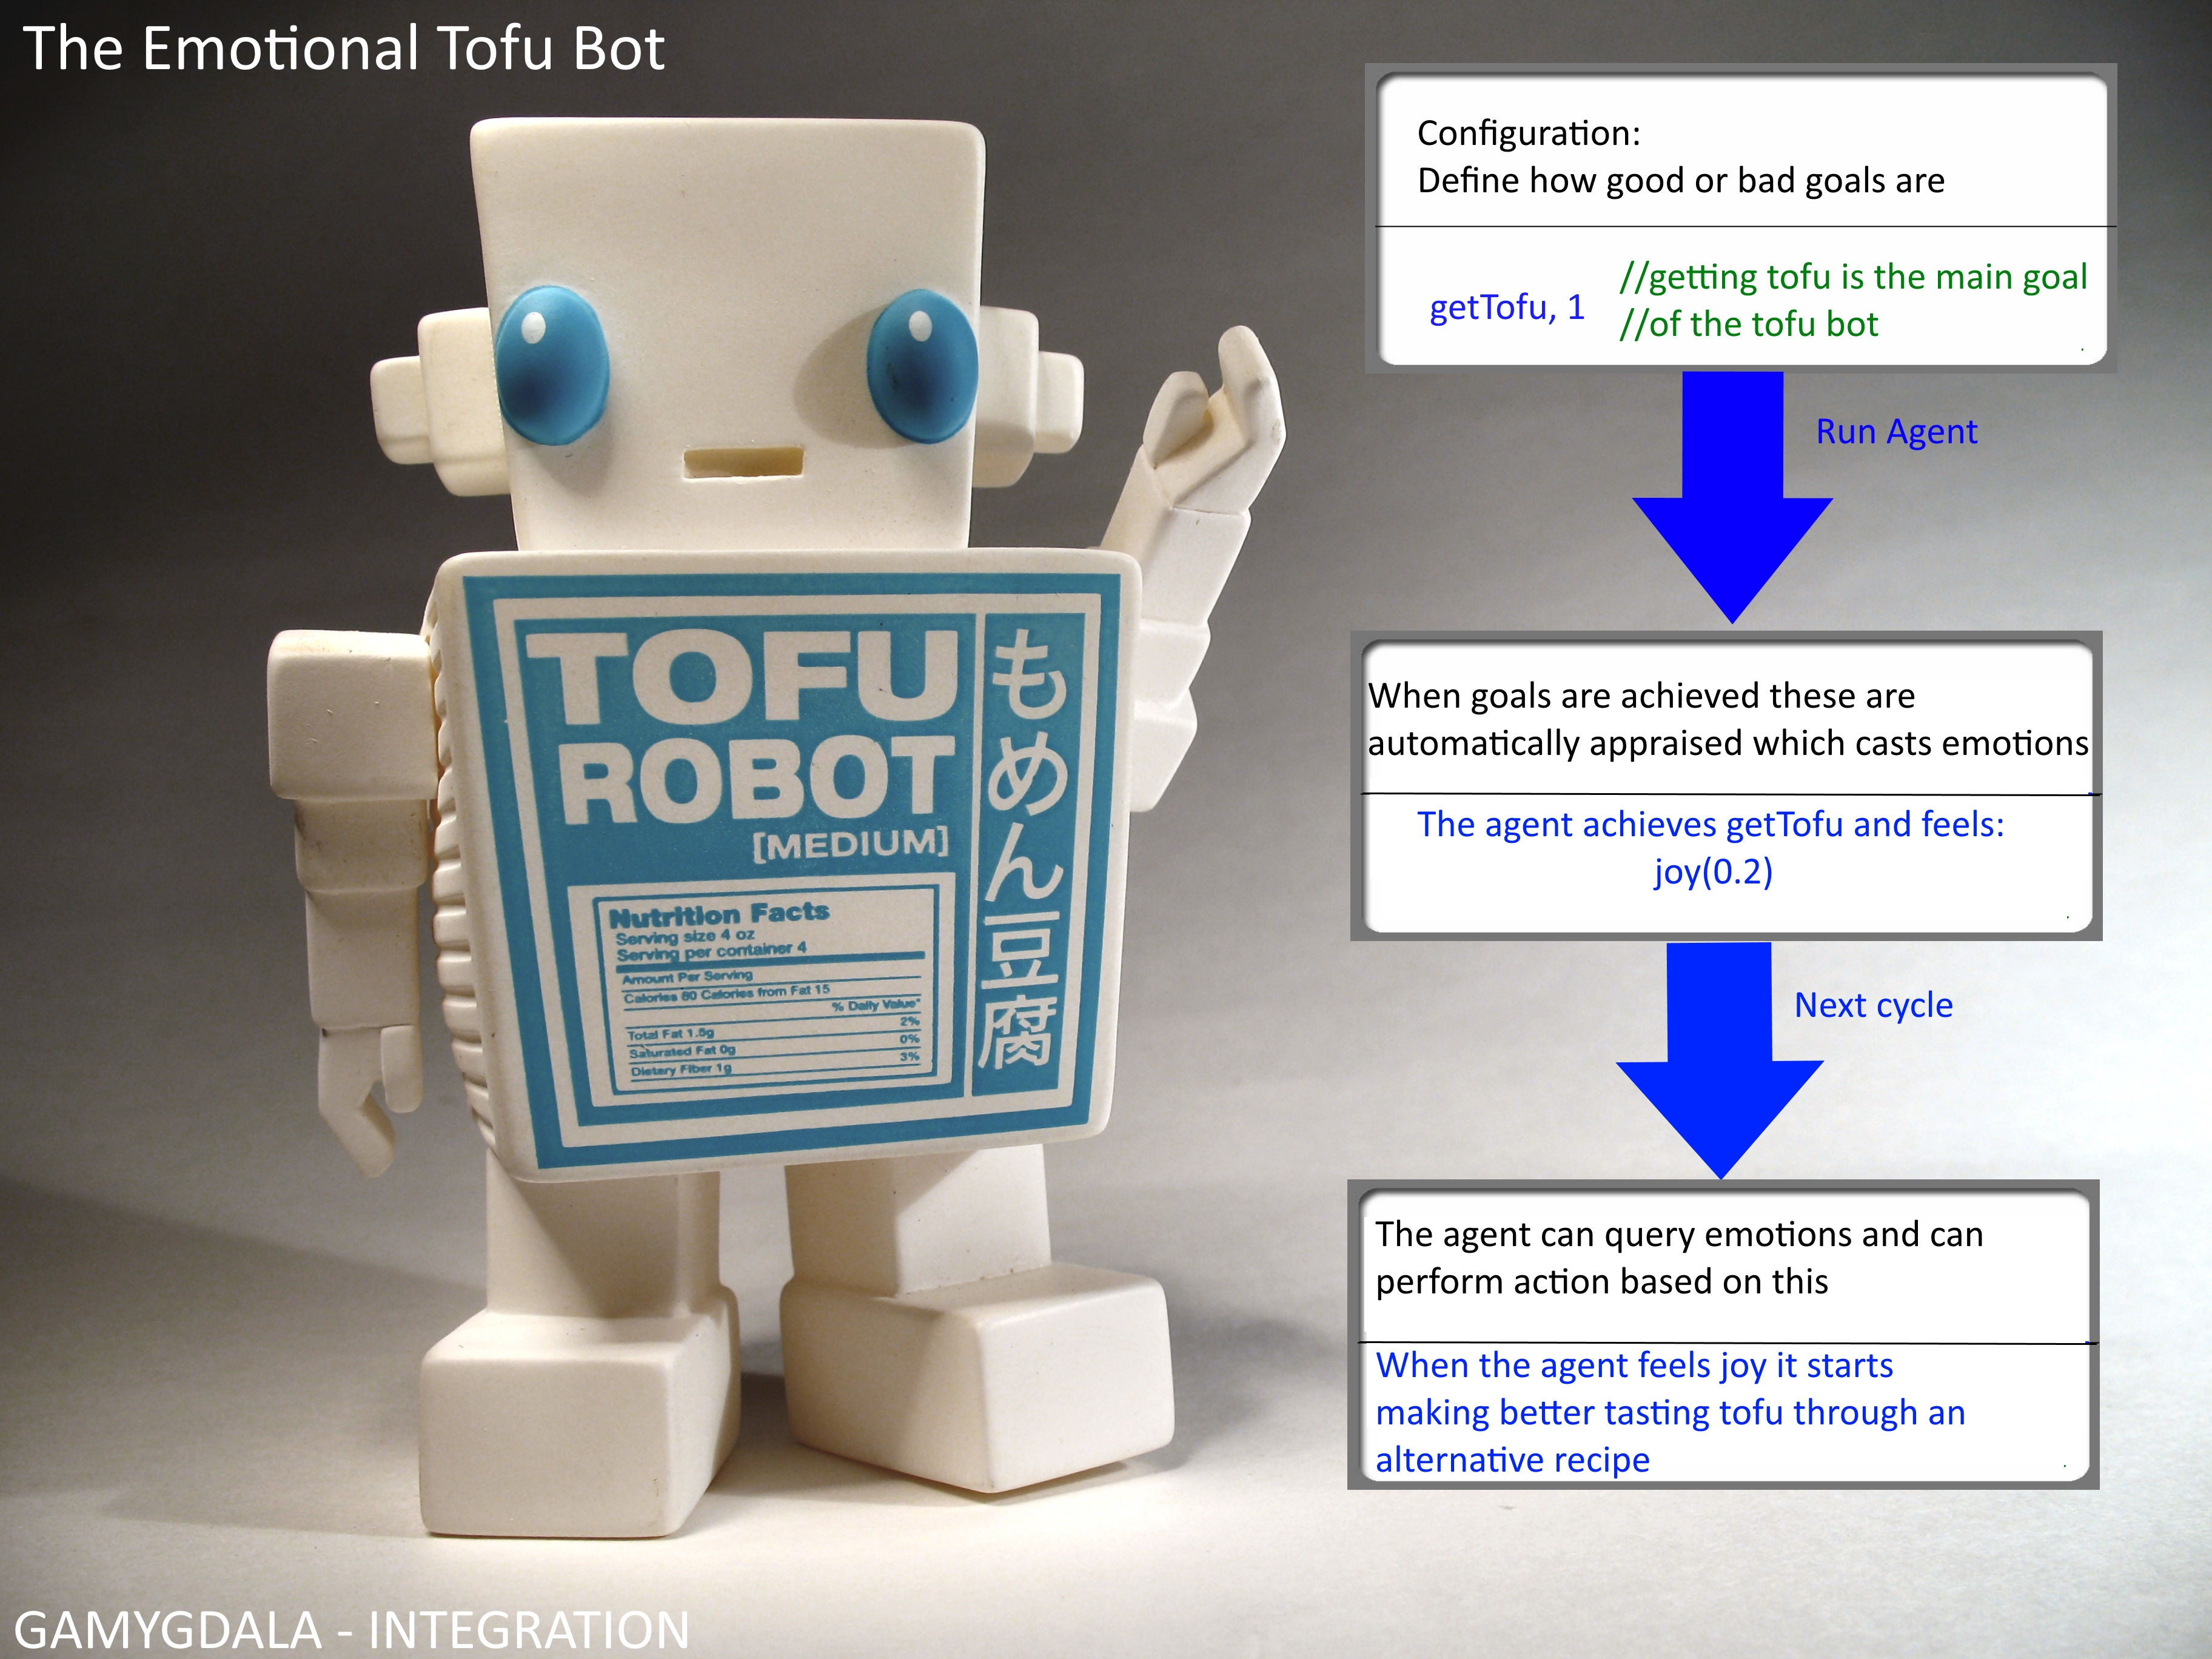 The Emotional Tofu Bot
Configuration:
Define how good or bad goals are
getTofu, 1
//getting tofu is the main goal
//of the tofu bot
Run Agent
When goals are achieved these are
automatically appraised which casts emotions
The agent achieves getTofu and feels:
joy(0.2)
Next cycle
The agent can query emotions and can
perform action based on this
When the agent feels joy it starts
making better tasting tofu through an
alternative recipe
TOFU
ROBOT
[MEDIUM]
もめん豆腐
Nutrition Facts
Serving size 4 oz
Serving per container 4
Amount Per Serving
Calories 80 Calories from Fat 15
% Daily Value*
2%
Total Fat 1.5g
0%
Saturated Fat 0g
3%
Dietary Fiber 1g
GAMYGDALA - INTEGRATION